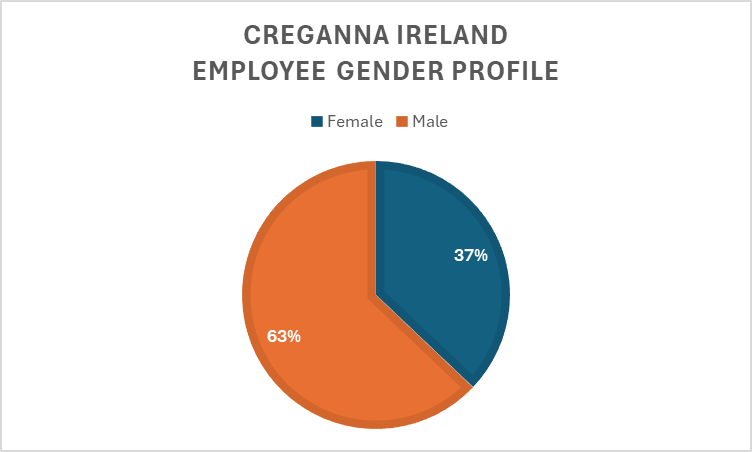 CREGANNA IRELAND
EMPLOYEE GENDER PROFILE
Female Male
37%
63%